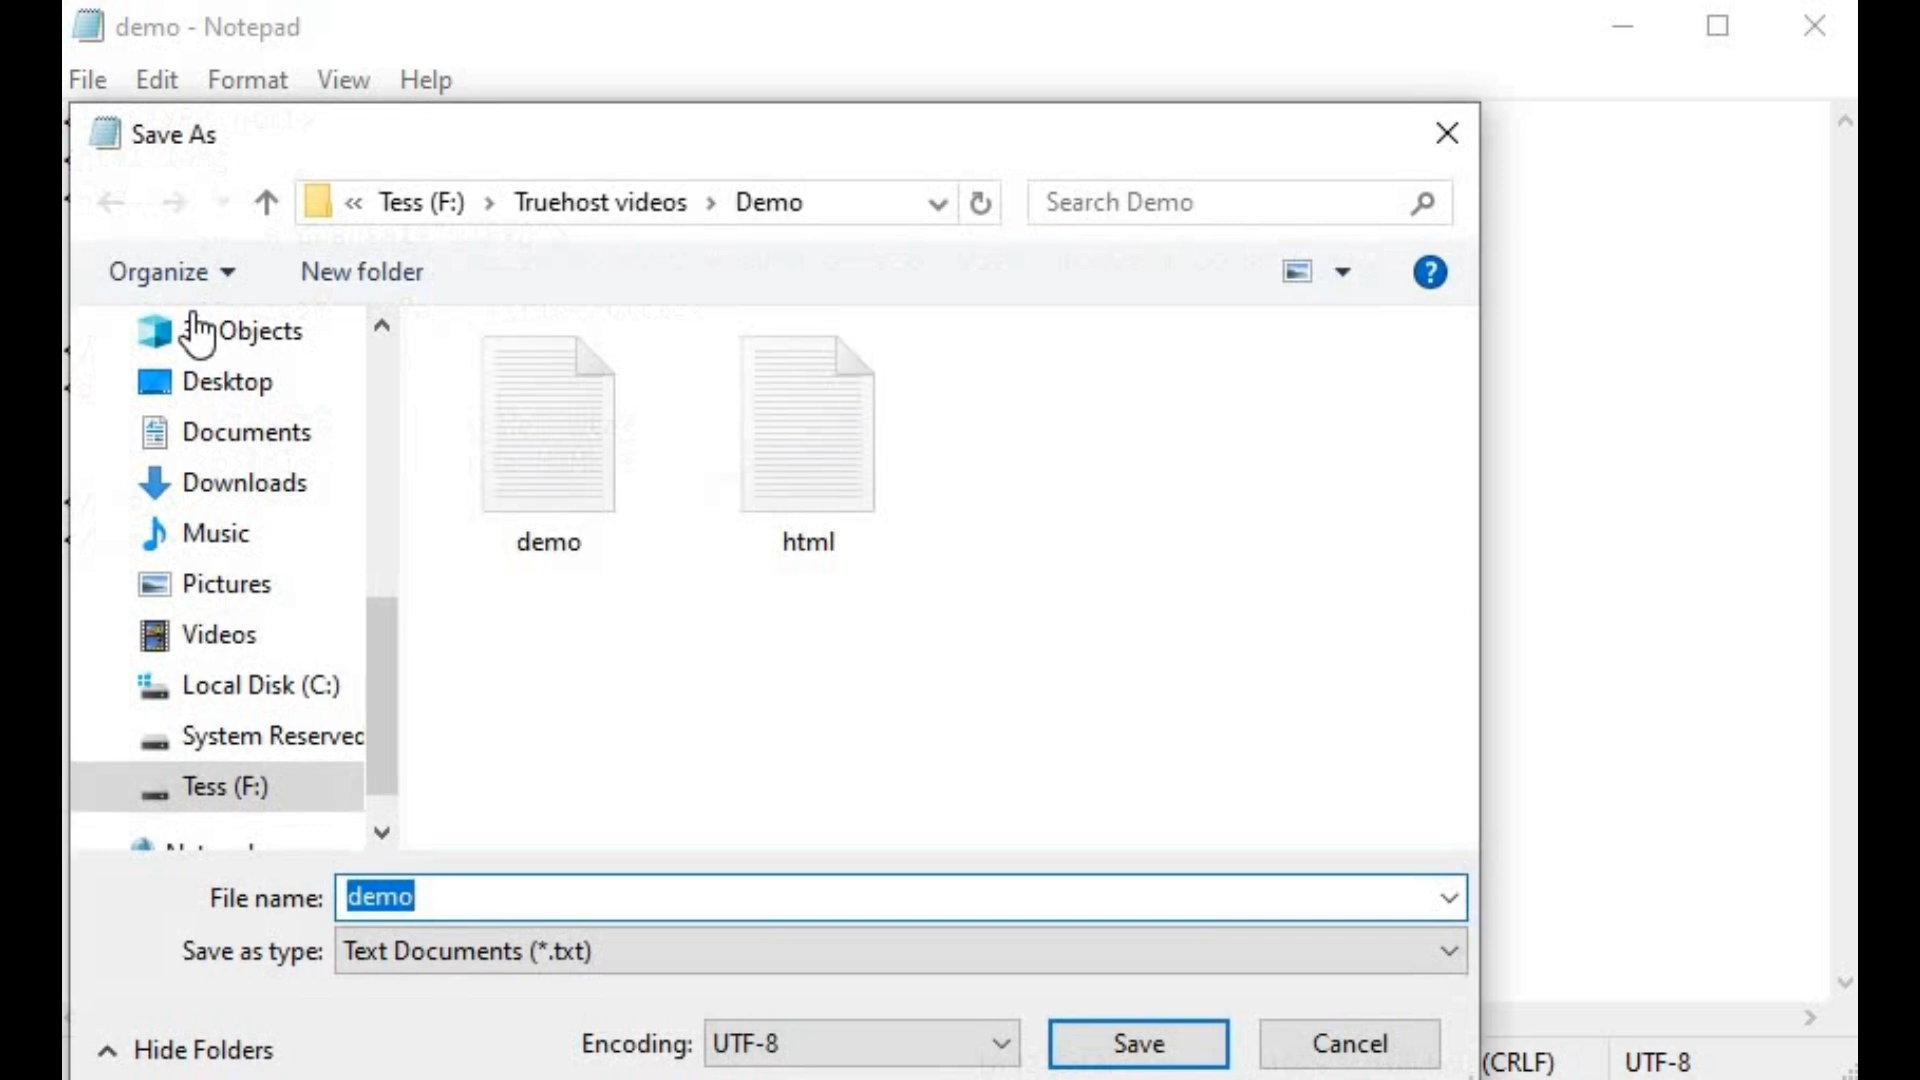 demo - Notepad
File Edit Format View Help
Save As
« Tess (F:) > Truehost videos > Demo
Search Demo
Organize
New folder
Objects
Desktop
Documents
Downloads
Music
Pictures
Videos
Local Disk (C:)
System Reserved
Tess (F:)
demo
html
File name: demo
Save as type: Text Documents (*.txt)
Hide Folders
Encoding: UTF-8
Save
Cancel
(CRLF)
UTF-8